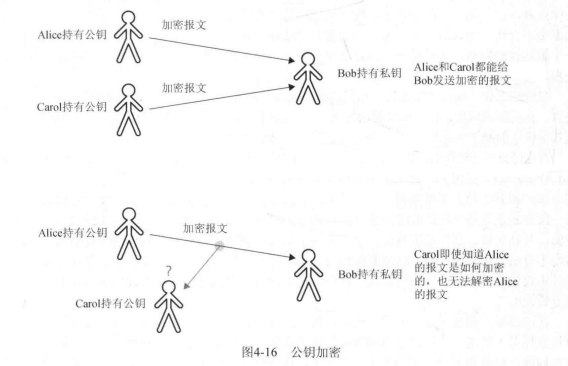 加密报文
Alice持有公钥
Bob持有私钥
Alice和Carol都能给
Bob发送加密的报文
加密报文
Carol持有公钥
加密报文
Alice持有公钥
Bob持有私钥
Carol即使知道Alice
的报文是如何加密
的，也无法解密Alice
的报文
?
Carol持有公钥
图4-16 公钥加密